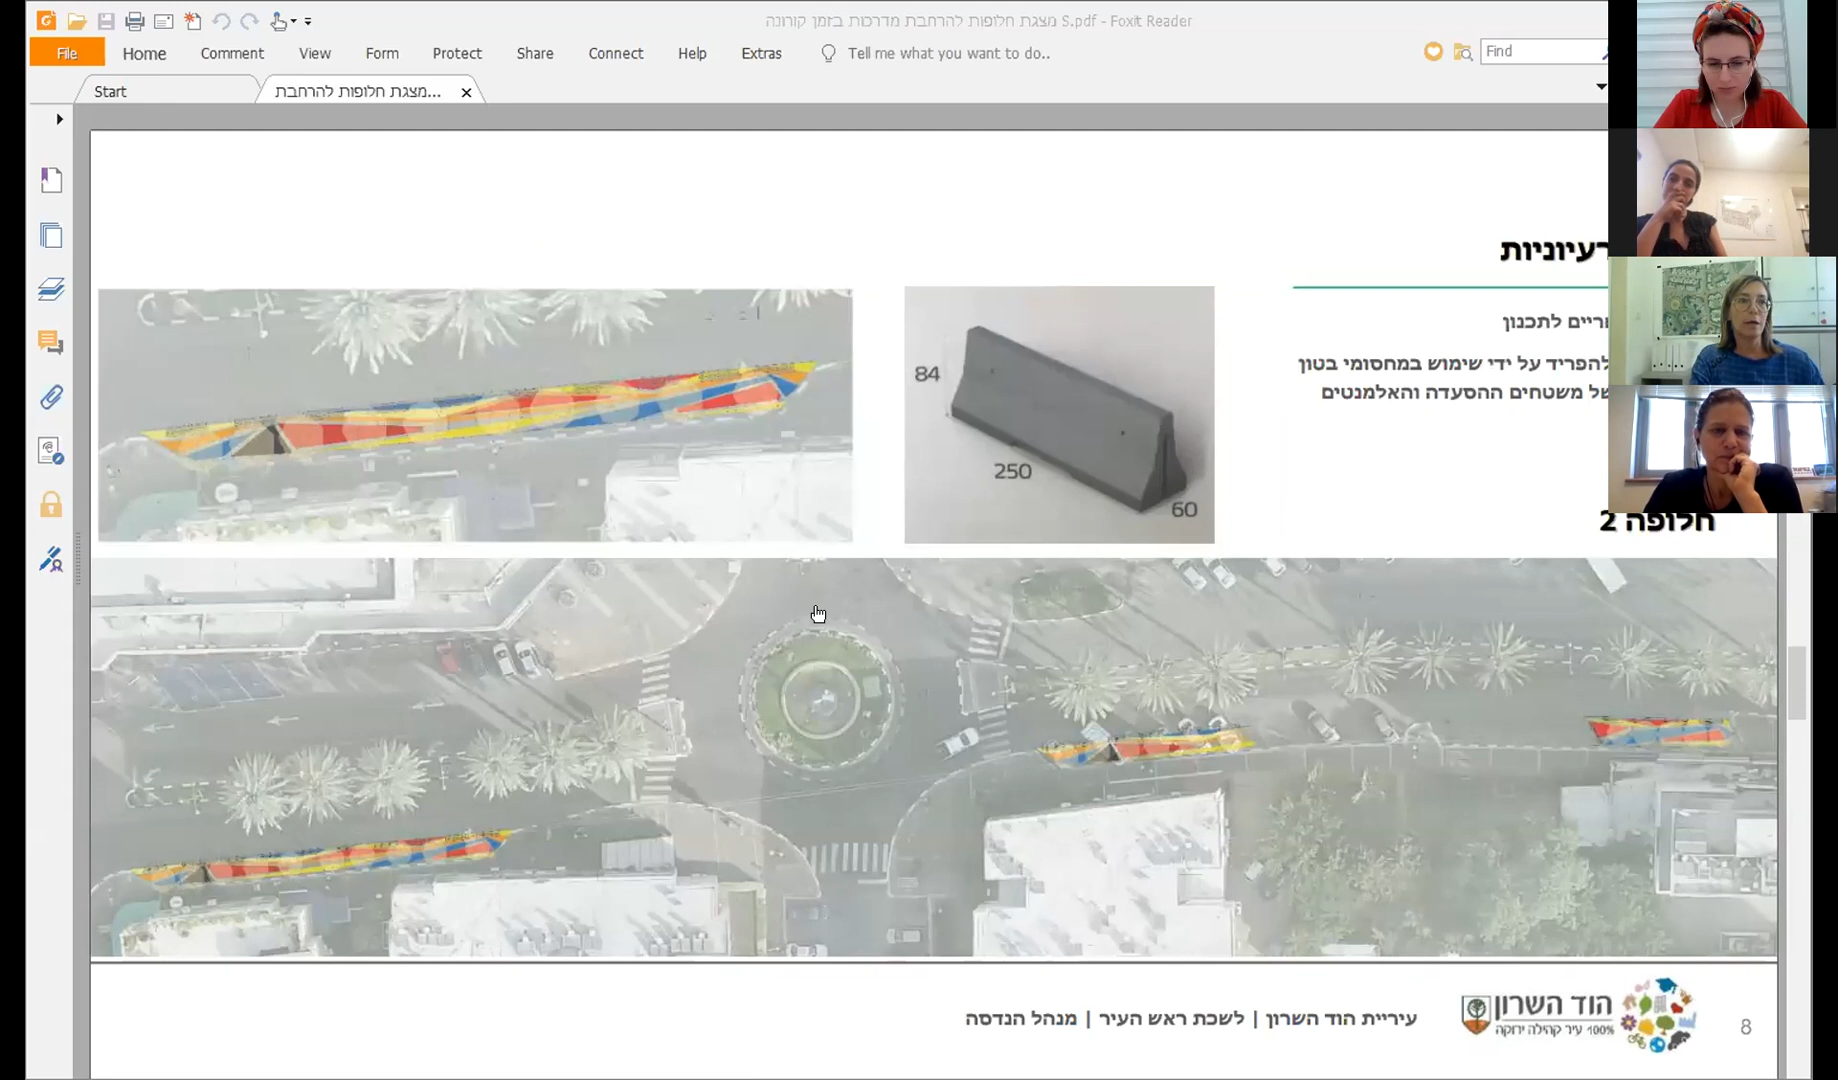 מצגת חלופות להרחבת מדרכות בזמן קורונה S.pdf - Foxit Reader
File Home Comment View Form Protect Share Connect Help Extras Tell me what you want to do.. Find
Start מצגת חלופות להרחבת...
רעיוניות
לתכנון
להפריד על ידי שימוש במחסומי בטון
של משטחים ההסעדה והאלמנטים
84
250
60
חלופה 2
הוד השרון
100% עיר קהילה ירוקה
עיריית הוד השרון | לשכת ראש העיר | מנהל הנדסה
8